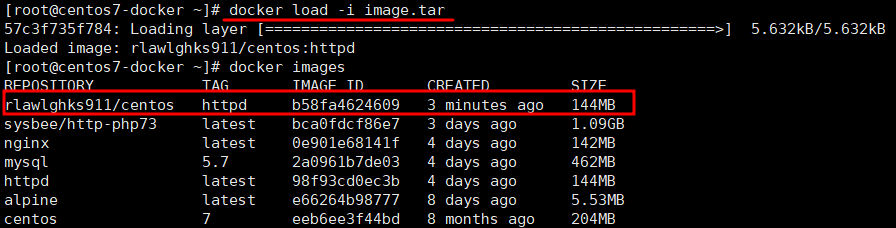 [root@centos7-docker ~]# docker load -i image.tar
57c3f735f784: Loading layer [==================================================>]  5.632kB/5.632kB
Loaded image: rlawlghks911/centos:httpd
[root@centos7-docker ~]# docker images
REPOSITORY TAG IMAGE ID CREATED SIZE
rlawlghks911/centos httpd b58fa4624609 3 minutes ago 144MB
sysbee/http-php73 latest bca0fdcf86e7 3 days ago 1.09GB
nginx latest 0e901e68141f 4 days ago 142MB
mysql 5.7 2a0961b7de03 4 days ago 462MB
httpd latest 98f93cd0ec3b 4 days ago 144MB
alpine latest e66264b98777 8 days ago 5.53MB
centos 7 eeb6ee3f44bd 8 months ago 204MB